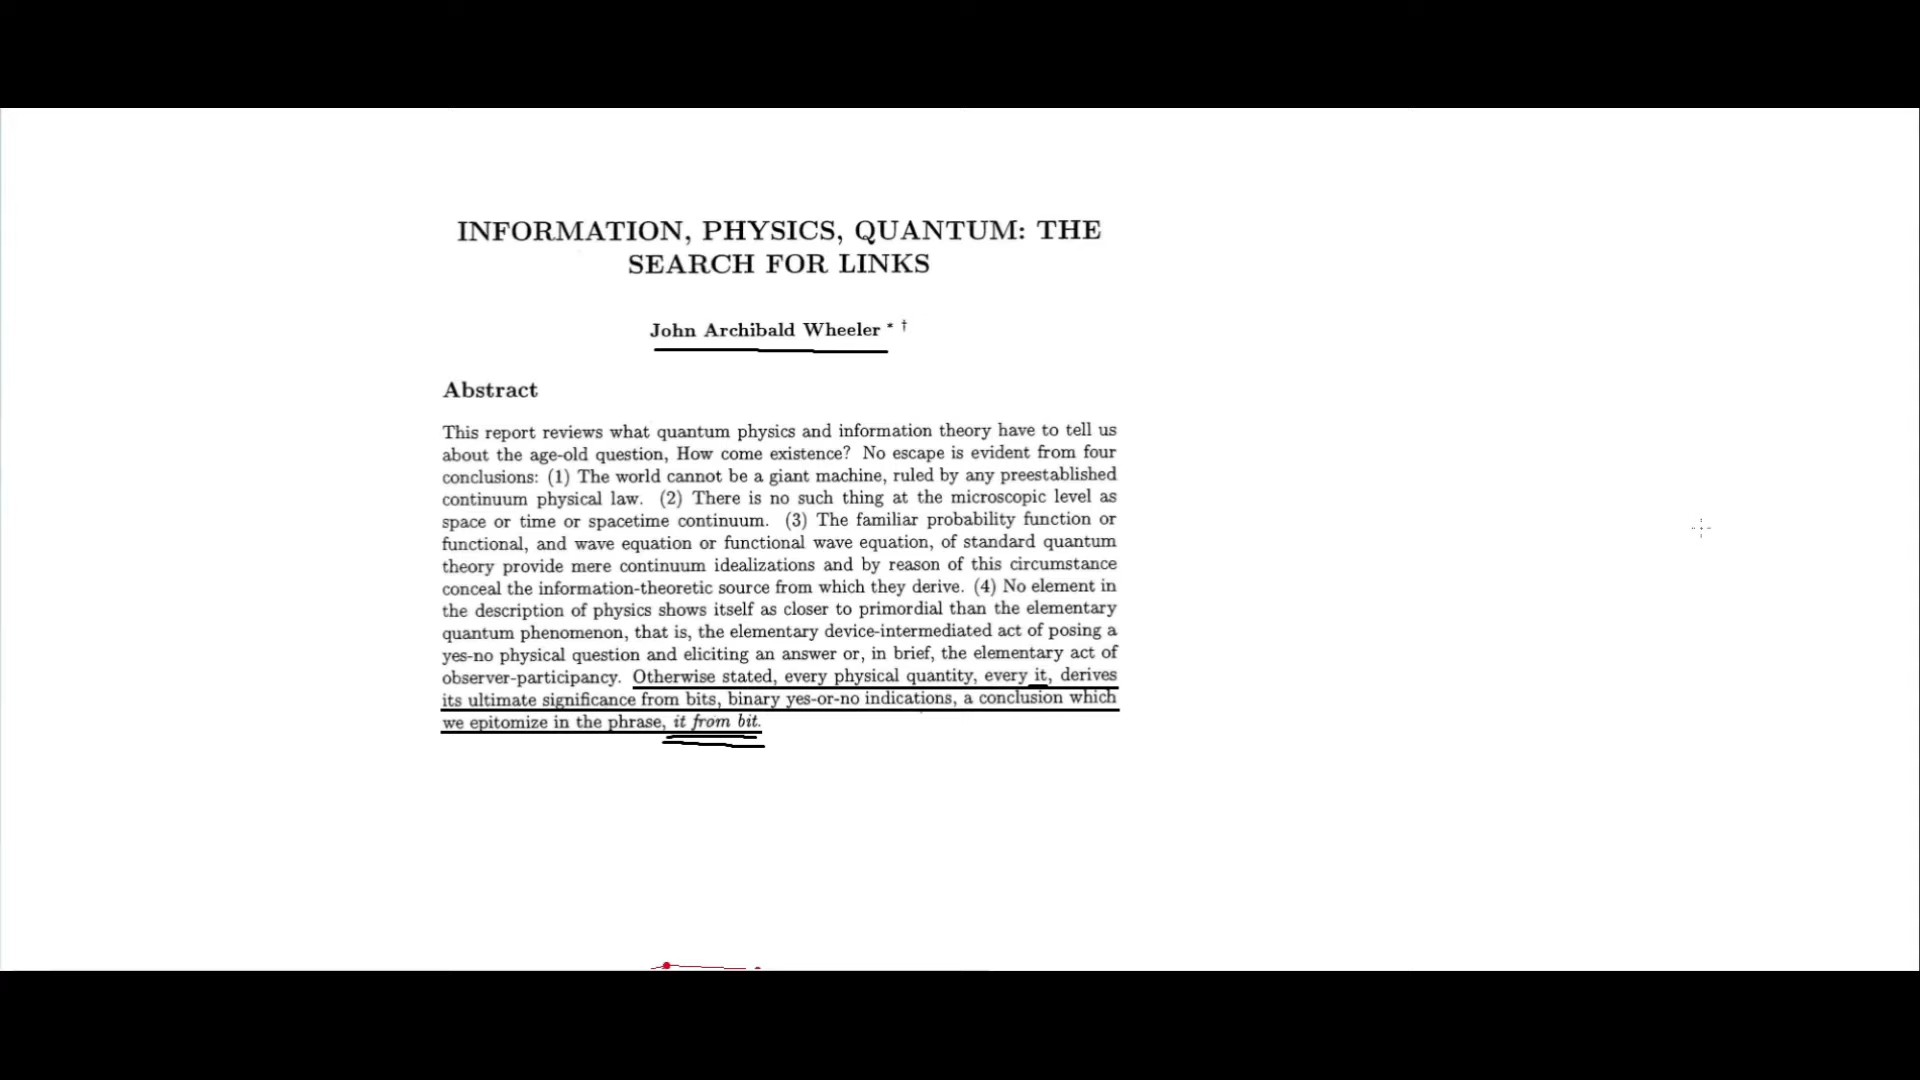 INFORMATION, PHYSICS, QUANTUM: THE
SEARCH FOR LINKS
John Archibald Wheeler * †
Abstract
This report reviews what quantum physics and information theory have to tell us
about the age-old question, How come existence? No escape is evident from four
conclusions: (1) The world cannot be a giant machine, ruled by any preestablished
continuum physical law. (2) There is no such thing at the microscopic level as
space or time or spacetime continuum. (3) The familiar probability function or
functional, and wave equation or functional wave equation, of standard quantum
theory provide mere continuum idealizations and by reason of this circumstance
conceal the information-theoretic source from which they derive. (4) No element in
the description of physics shows itself as closer to primordial than the elementary
quantum phenomenon, that is, the elementary device-intermediated act of posing a
yes-no physical question and eliciting an answer or, in brief, the elementary act of
observer-participancy. Otherwise stated, every physical quantity, every it, derives
its ultimate significance from bits, binary yes-or-no indications, a conclusion which
we epitomize in the phrase, it from bit.